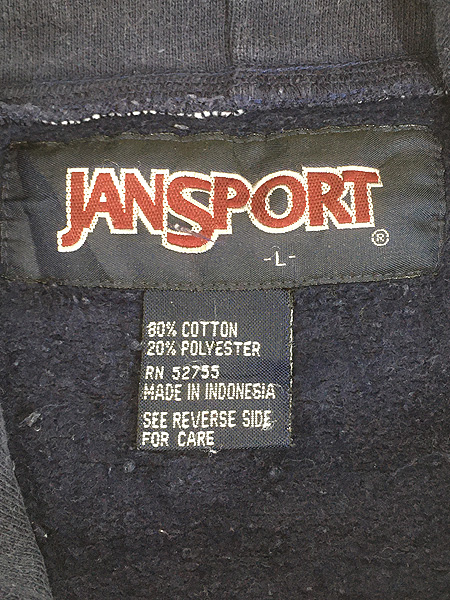 JANSPORT®
-L-
80% COTTON
20% POLYESTER
RN 52755
MADE IN INDONESIA
SEE REVERSE SIDE
FOR CARE